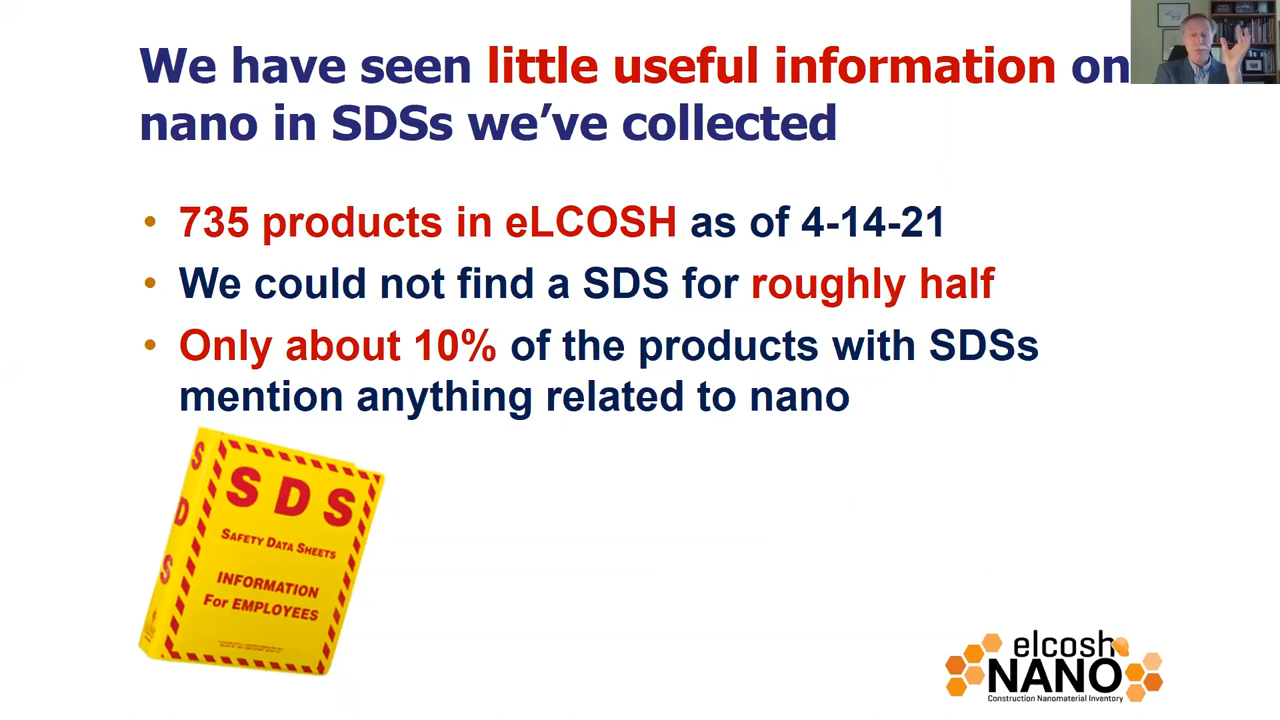 We have seen little useful information on
nano in SDSs we’ve collected
• 735 products in eLCOSH as of 4-14-21
• We could not find a SDS for roughly half
• Only about 10% of the products with SDSs
mention anything related to nano
SDS
SDS
SAFETY DATA SHEETS
INFORMATION
For EMPLOYEES
elcosh
NANO
Construction Nanomaterial Inventory